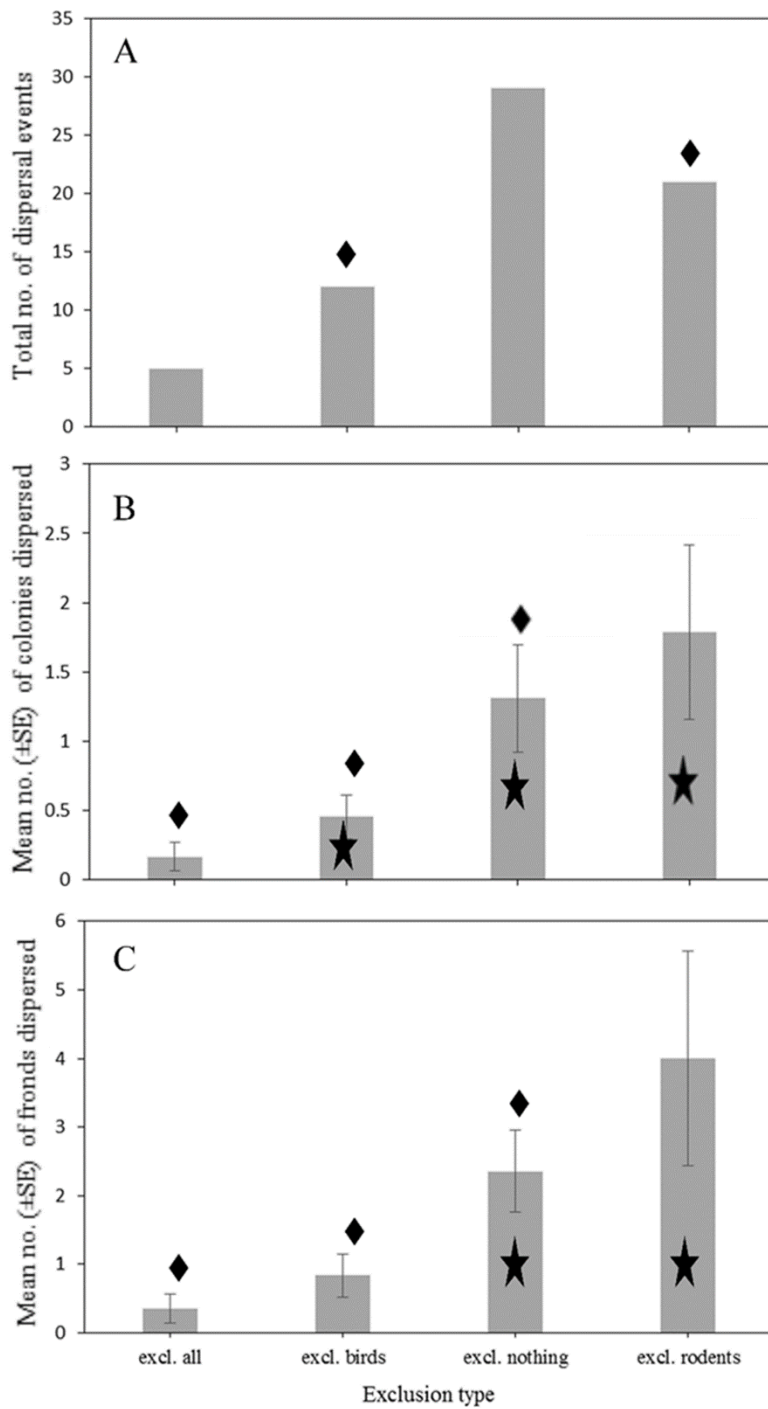 A
Total no. of dispersal events
35
30
25
20
15
10
5
0
B
Mean no. (±SE) of colonies dispersed
3
2.5
2
1.5
1
0.5
0
C
Mean no. (±SE) of fronds dispersed
6
5
4
3
2
1
0
excl. all excl. birds excl. nothing excl. rodents
Exclusion type